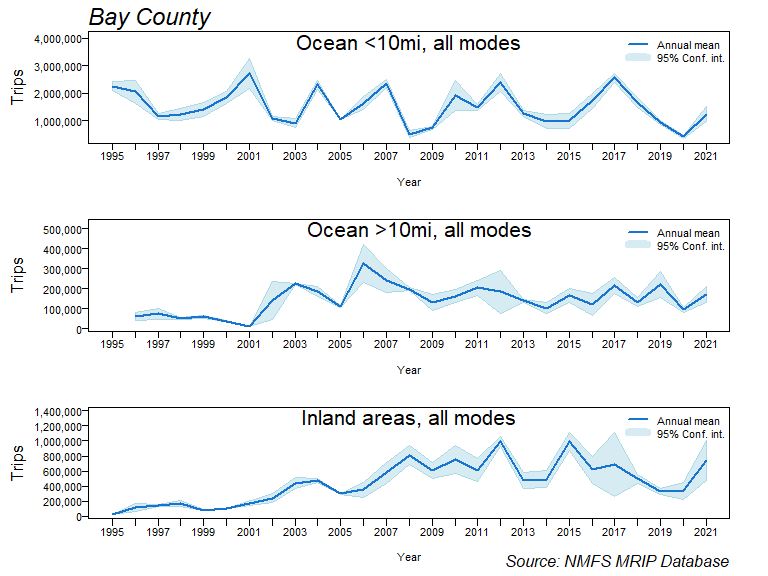 Bay County
Ocean <10mi, all modes
Annual mean
95% Conf. int.
Trips
4,000,000
3,000,000
2,000,000
1,000,000
1995 1997 1999 2001 2003 2005 2007 2009 2011 2013 2015 2017 2019 2021
Year
Ocean >10mi, all modes
Annual mean
95% Conf. int.
Trips
500,000
400,000
300,000
200,000
100,000
0
1995 1997 1999 2001 2003 2005 2007 2009 2011 2013 2015 2017 2019 2021
Year
Inland areas, all modes
Annual mean
95% Conf. int.
Trips
1,400,000
1,200,000
1,000,000
800,000
600,000
400,000
200,000
0
1995 1997 1999 2001 2003 2005 2007 2009 2011 2013 2015 2017 2019 2021
Year
Source: NMFS MRIP Database